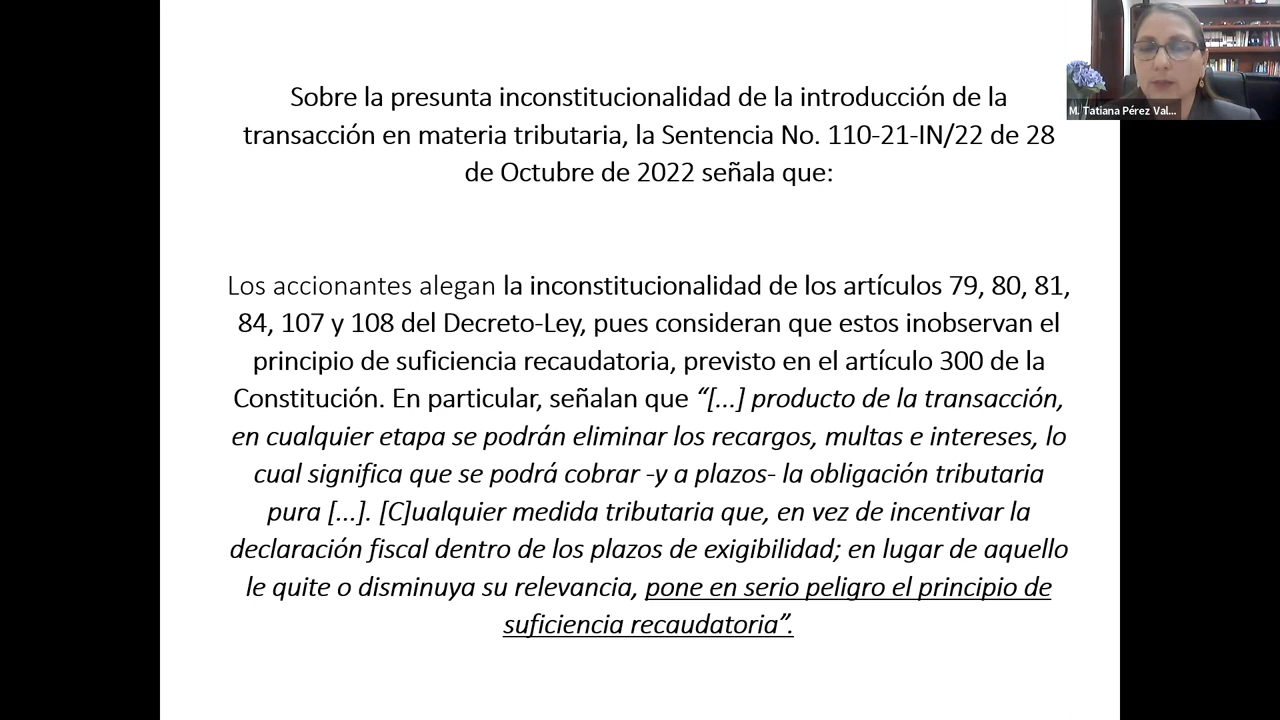 Sobre la presunta inconstitucionalidad de la introducción de la
transacción en materia tributaria, la Sentencia No. 110-21-IN/22 de 28
de Octubre de 2022 señala que:
Los accionantes alegan la inconstitucionalidad de los artículos 79, 80, 81,
84, 107 y 108 del Decreto-Ley, pues consideran que estos inobservan el
principio de suficiencia recaudatoria, previsto en el artículo 300 de la
Constitución. En particular, señalan que “[...] producto de la transacción,
en cualquier etapa se podrán eliminar los recargos, multas e intereses, lo
cual significa que se podrá cobrar -y a plazos- la obligación tributaria
pura [...]. [C]ualquier medida tributaria que, en vez de incentivar la
declaración fiscal dentro de los plazos de exigibilidad; en lugar de aquello
le quite o disminuya su relevancia, pone en serio peligro el principio de
suficiencia recaudatoria”.
M. Tatiana Pérez Val...